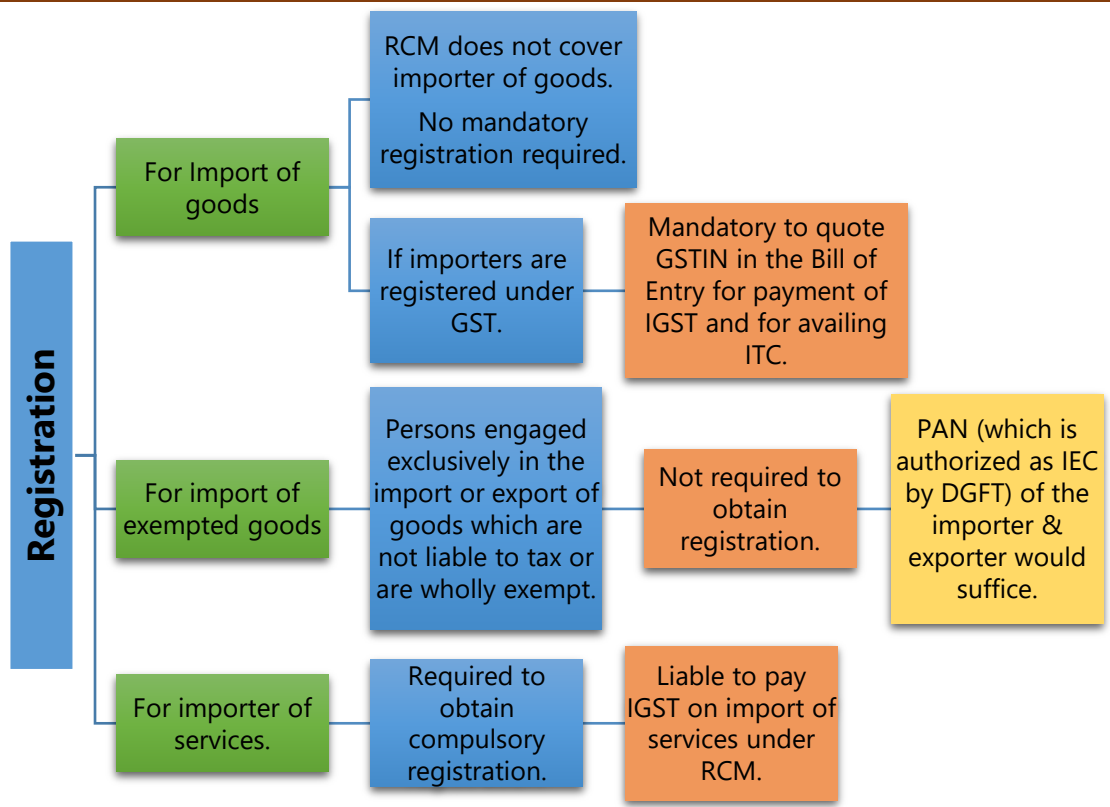 Registration
For Import of
goods
RCM does not cover
importer of goods.
No mandatory
registration required.
If importers are
registered under
GST.
Mandatory to quote
GSTIN in the Bill of
Entry for payment of
IGST and for availing
ITC.
For import of
exempted goods
Persons engaged
exclusively in the
import or export of
goods which are
not liable to tax or
are wholly exempt.
Not required to
obtain
registration.
PAN (which is
authorized as IEC
by DGFT) of the
importer &
exporter would
suffice.
For importer of
services.
Required to
obtain
compulsory
registration.
Liable to pay
IGST on import of
services under
RCM.